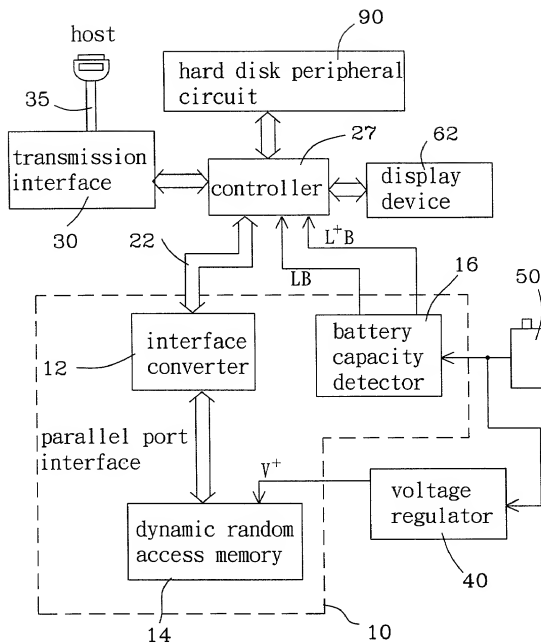 host
90
hard disk peripheral
circuit
35
27
62
transmission
interface
controller
display
device
30
22
L⁺B
LB
16
50
12
interface
converter
battery
capacity
detector
parallel port
interface
V⁺
voltage
regulator
dynamic random
access memory
40
14
10